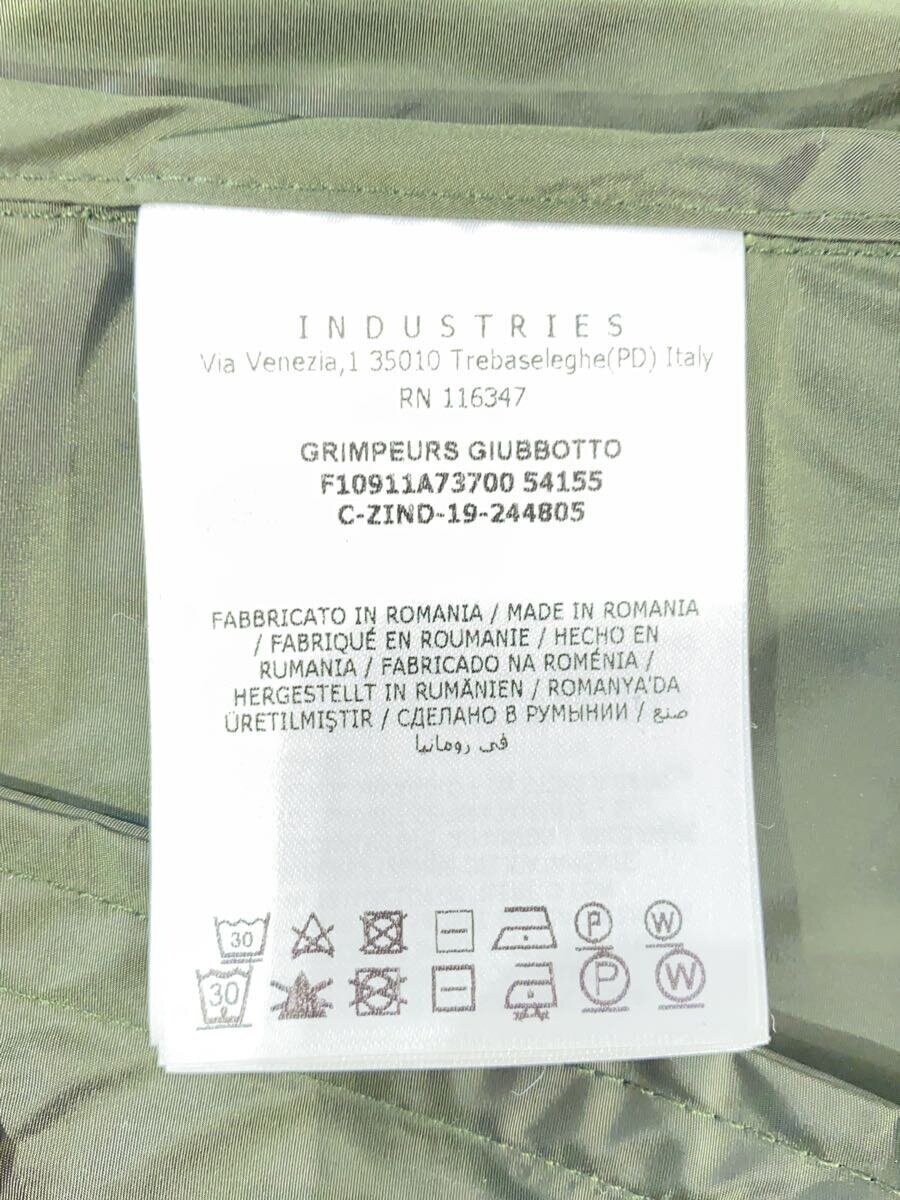 I N D U S T R I E S
Via Venezia,1 35010 Trebaseleghe(PD) Italy
RN 116347
GRIMPEURS GIUBBOTTO
F10911A73700 54155
C-ZIND-19-244805
FABBRICATO IN ROMANIA / MADE IN ROMANIA
/ FABRIQUÉ EN ROUMANIE / HECHO EN
RUMANIA / FABRICADO NA ROMÉNIA /
HERGESTELLT IN RUMÄNIEN / ROMANYA'DA
ÜRETILMIŞTIR / СДЕЛАНО В РУМЫНИИ / صنع
في رومانيا
30 P W
30 P W